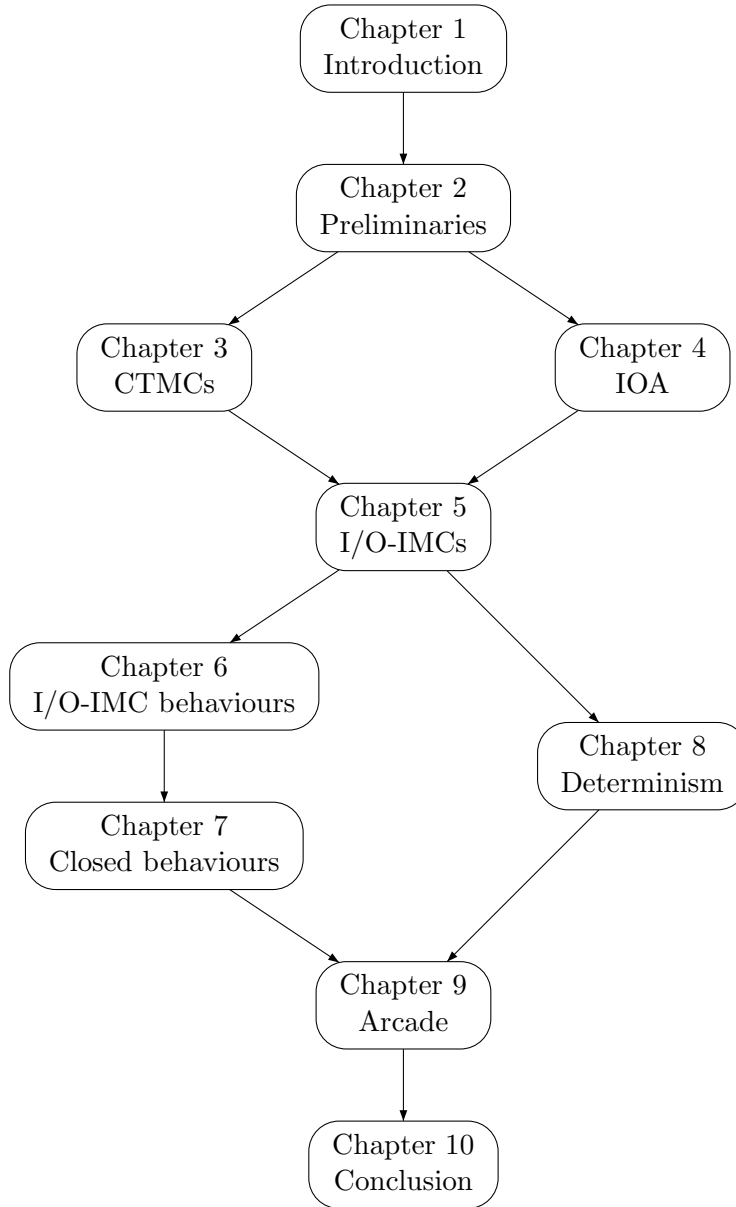 Chapter 1
Introduction
Chapter 2
Preliminaries
Chapter 3
CTMCs
Chapter 4
IOA
Chapter 5
I/O-IMCs
Chapter 6
I/O-IMC behaviours
Chapter 8
Determinism
Chapter 7
Closed behaviours
Chapter 9
Arcade
Chapter 10
Conclusion